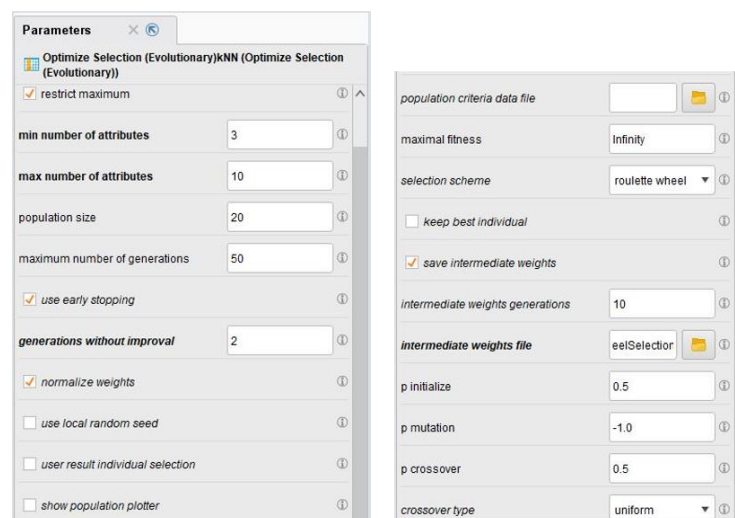 Parameters
Optimize Selection (Evolutionary)kNN (Optimize Selection
(Evolutionary))
restrict maximum
min number of attributes 3
max number of attributes 10
population size 20
maximum number of generations 50
use early stopping
generations without improval 2
normalize weights
use local random seed
user result individual selection
show population plotter
population criteria data file
maximal fitness Infinity
selection scheme roulette wheel
keep best individual
save intermediate weights
intermediate weights generations 10
intermediate weights file eelSelection
p initialize 0.5
p mutation -1.0
p crossover 0.5
crossover type uniform